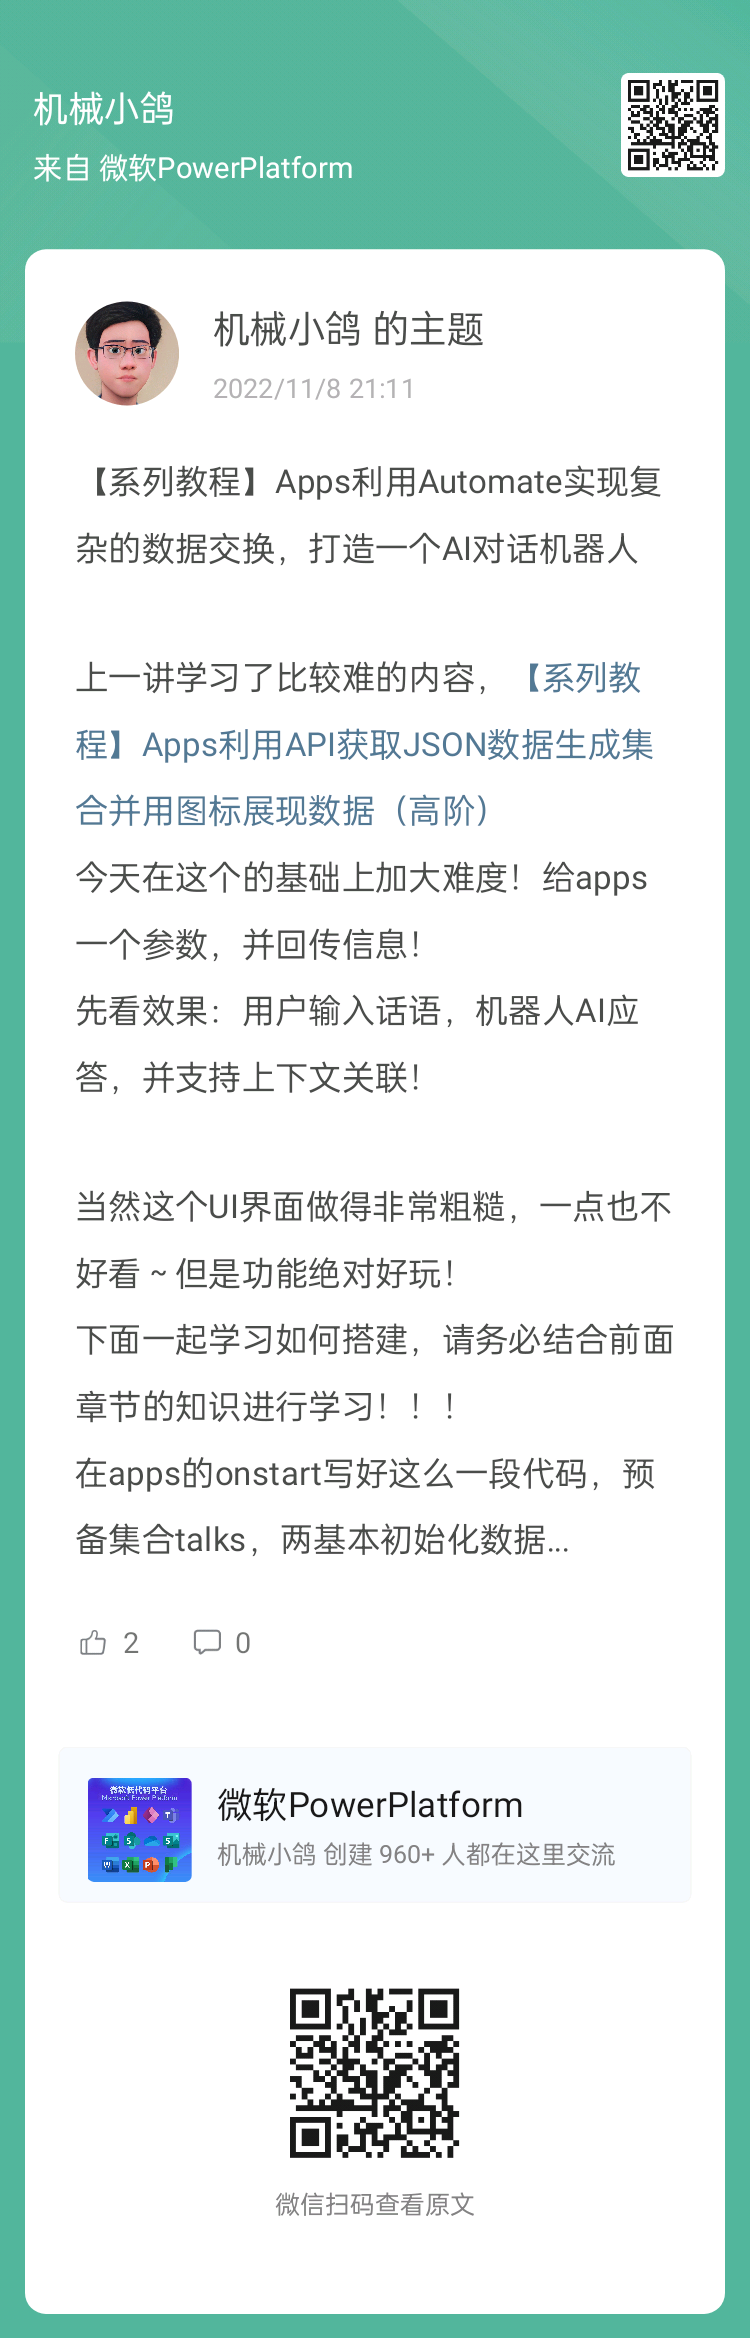 机械小鸽
来自 微软PowerPlatform
机械小鸽 的主题
2022/11/8 21:11
【系列教程】Apps利用Automate实现复
杂的数据交换，打造一个AI对话机器人
上一讲学习了比较难的内容，【系列教
程】Apps利用API获取JSON数据生成集
合并用图标展现数据（高阶）
今天在这个的基础上加大难度！给apps
一个参数，并回传信息！
先看效果：用户输入话语，机器人AI应
答，并支持上下文关联！
当然这个UI界面做得非常粗糙，一点也不
好看 ~ 但是功能绝对好玩！
下面一起学习如何搭建，请务必结合前面
章节的知识进行学习！！！
在apps的onstart写好这么一段代码，预
备集合talks，两基本初始化数据...
2 0
微软低代码平台
Microsoft Power Platform
微软PowerPlatform
机械小鸽 创建 960+ 人都在这里交流
微信扫码查看原文